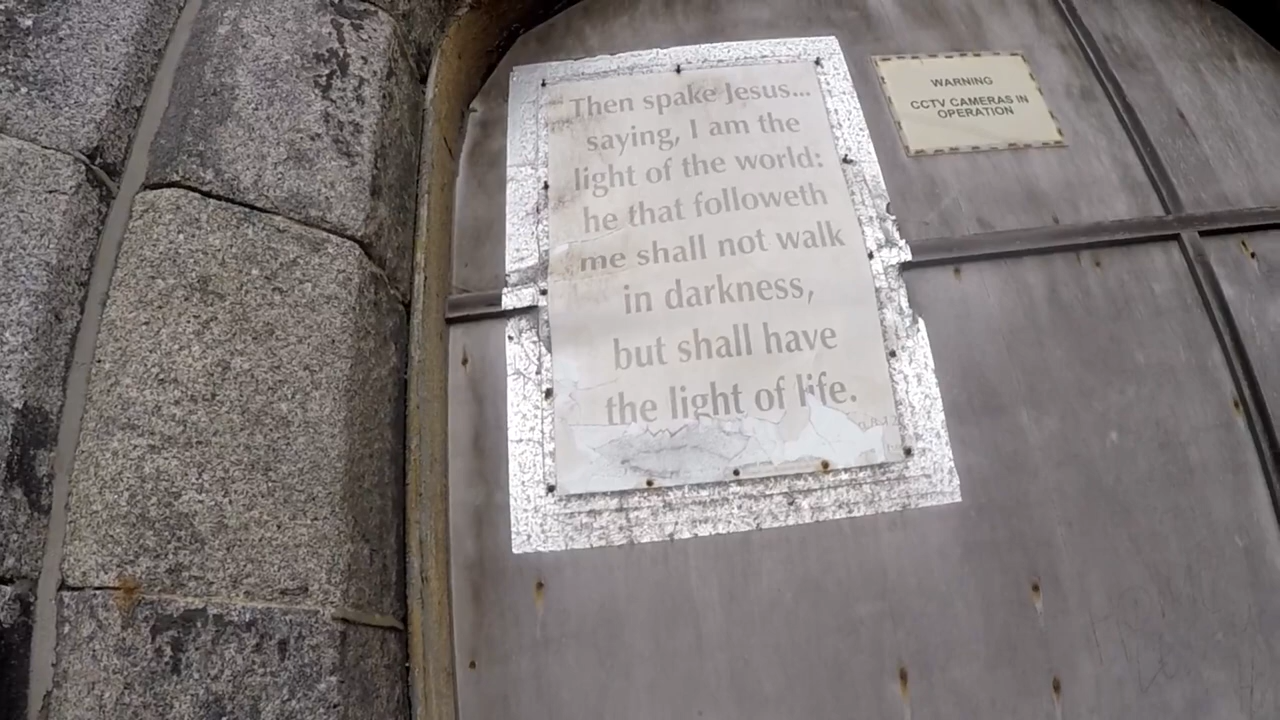 Then spake Jesus...
saying, I am the
light of the world:
he that followeth
me shall not walk
in darkness,
but shall have
the light of life.
WARNING
CCTV CAMERAS IN
OPERATION